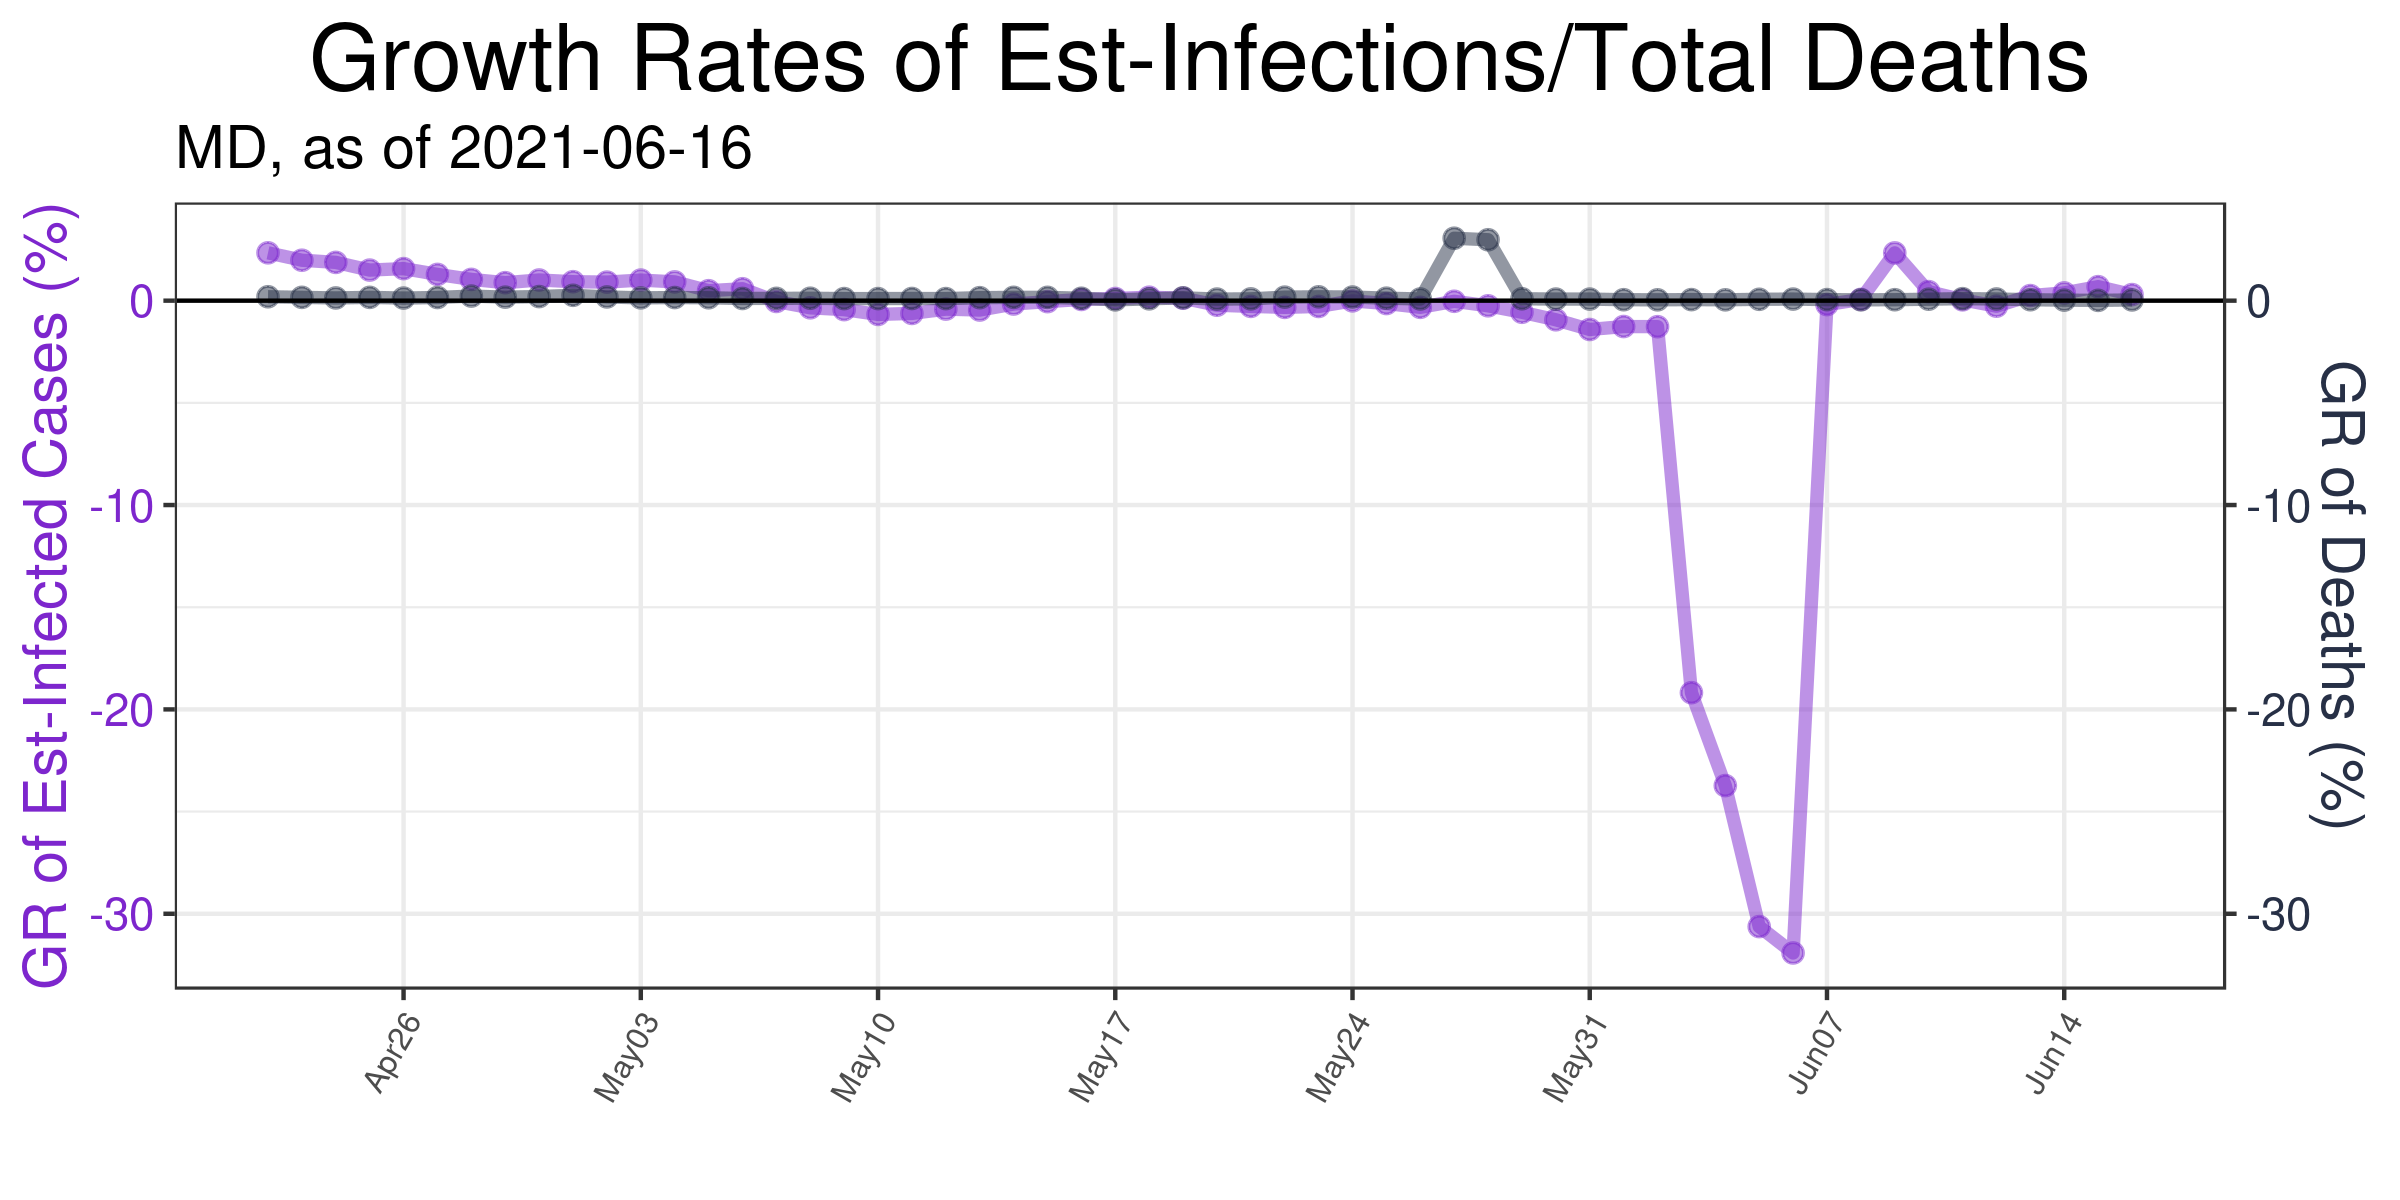 Growth Rates of Est-Infections/Total Deaths
MD, as of 2021-06-16
GR of Est-Infected Cases (%)
0
-10
-20
-30
0
-10
-20
-30
GR of Deaths (%)
Apr26
May03
May10
May17
May24
May31
Jun07
Jun14